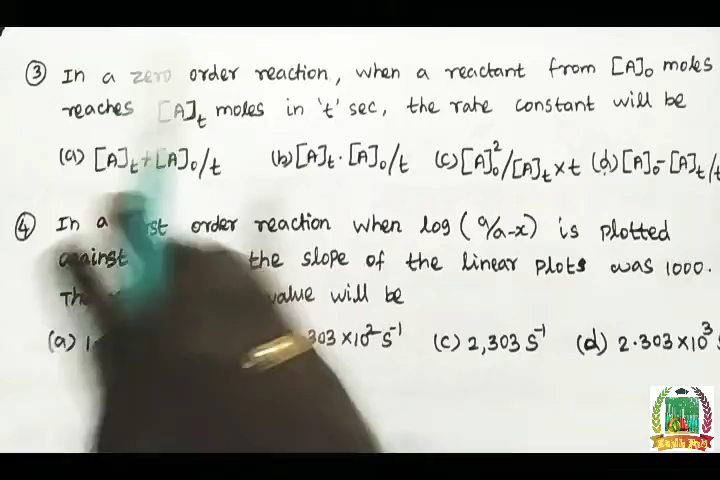 ③ In a zero order reaction, when a reactant from [A]₀ moles
reaches [A]t moles in 't' sec, the rate constant will be
(a) [A]t + [A]₀/t (b) [A]t · [A]₀/t (c) [A]₀²/[A]t × t (d) [A]₀ - [A]t/t
④ In a order reaction when log (a/a-x) is plotted
against the slope of the linear plots was 1000.
value will be
(a) 303 × 10² s⁻¹ (c) 2,303 s⁻¹ (d) 2.303 × 10³